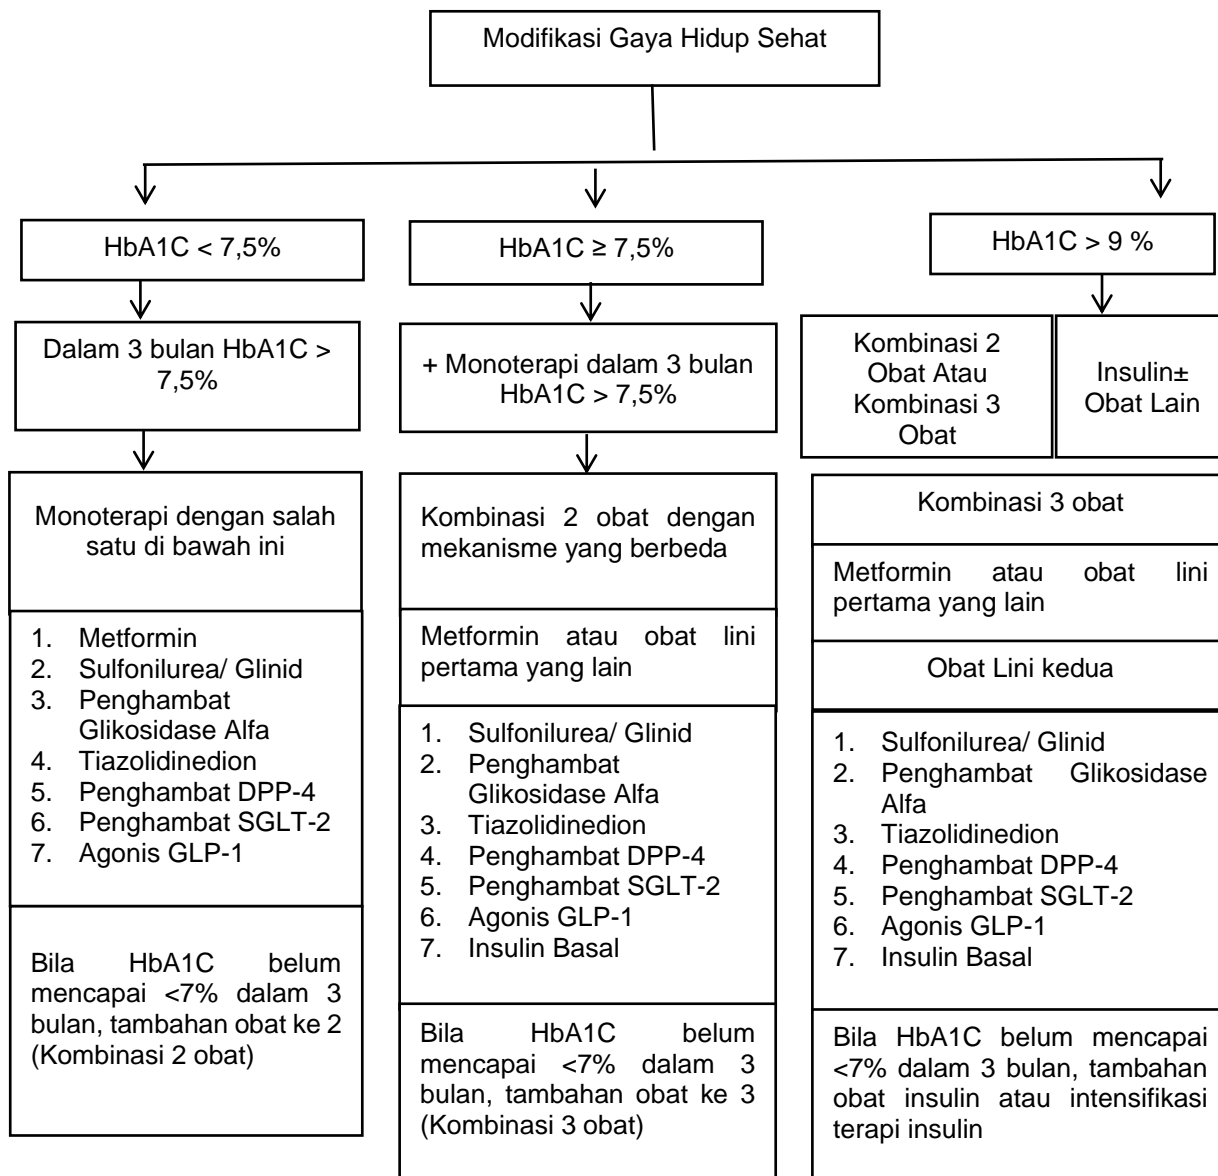 Modifikasi Gaya Hidup Sehat
HbA1C < 7,5%
Dalam 3 bulan HbA1C >
7,5%
Monoterapi dengan salah
satu di bawah ini
1. Metformin
2. Sulfonilurea/ Glinid
3. Penghambat
Glikosidase Alfa
4. Tiazolidinedion
5. Penghambat DPP-4
6. Penghambat SGLT-2
7. Agonis GLP-1
Bila HbA1C belum
mencapai <7% dalam 3
bulan, tambahan obat ke 2
(Kombinasi 2 obat)
HbA1C ≥ 7,5%
+ Monoterapi dalam 3 bulan
HbA1C > 7,5%
Kombinasi 2 obat dengan
mekanisme yang berbeda
Metformin atau obat lini
pertama yang lain
1. Sulfonilurea/ Glinid
2. Penghambat
Glikosidase Alfa
3. Tiazolidinedion
4. Penghambat DPP-4
5. Penghambat SGLT-2
6. Agonis GLP-1
7. Insulin Basal
Bila HbA1C belum
mencapai <7% dalam 3
bulan, tambahan obat ke 3
(Kombinasi 3 obat)
HbA1C > 9 %
Kombinasi 2
Obat Atau
Kombinasi 3
Obat
Insulin±
Obat Lain
Kombinasi 3 obat
Metformin atau obat lini
pertama yang lain
Obat Lini kedua
1. Sulfonilurea/ Glinid
2. Penghambat Glikosidase
Alfa
3. Tiazolidinedion
4. Penghambat DPP-4
5. Penghambat SGLT-2
6. Agonis GLP-1
7. Insulin Basal
Bila HbA1C belum mencapai
<7% dalam 3 bulan, tambahan
obat insulin atau intensifikasi
terapi insulin